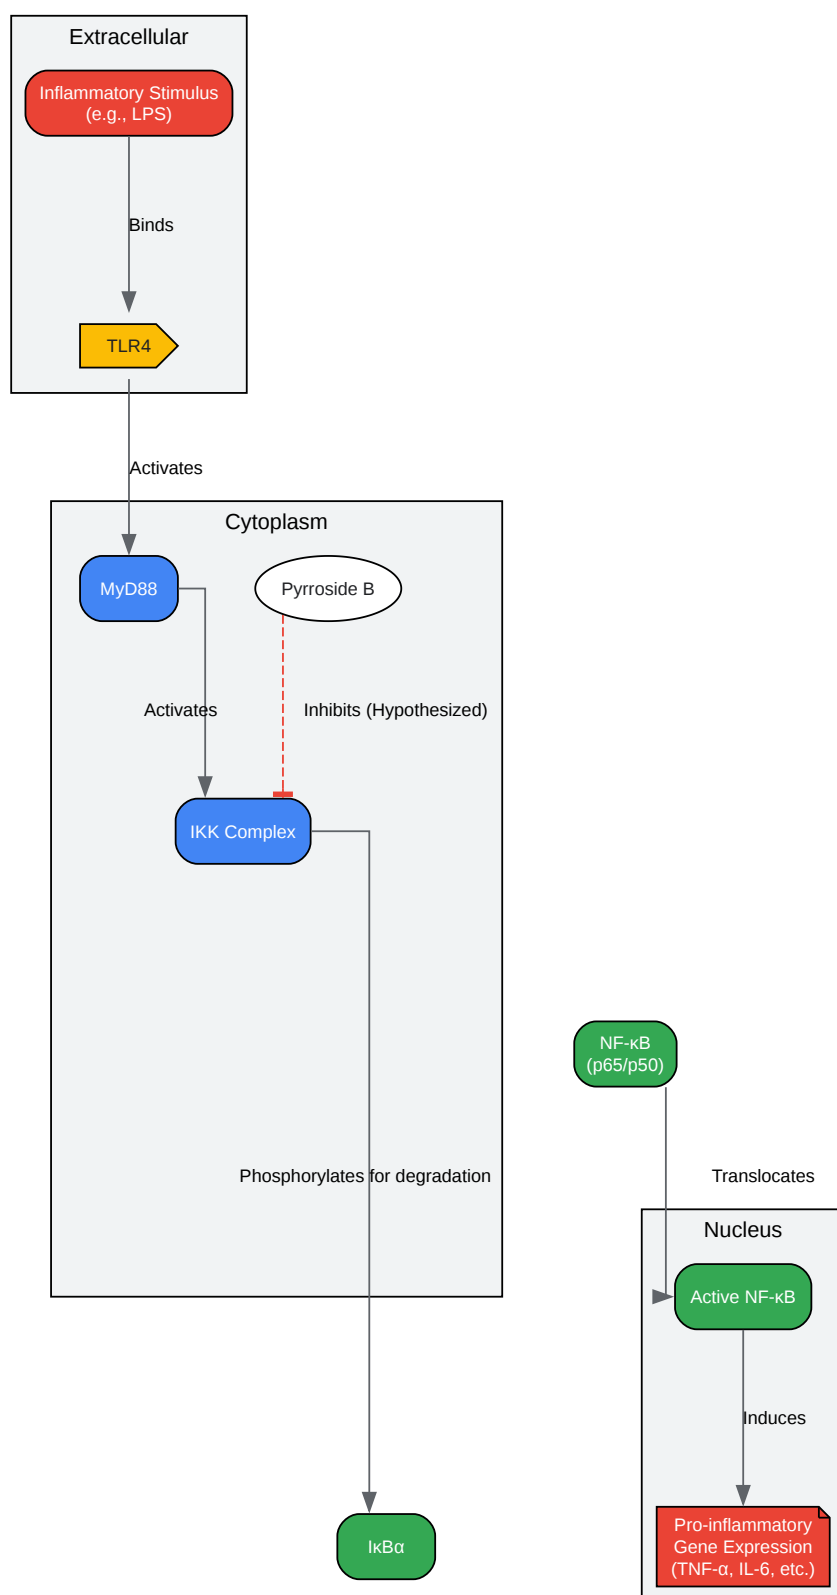 Extracellular
Inflammatory Stimulus
(e.g., LPS)
Binds
TLR4
Activates
Cytoplasm
MyD88
Pyrroside B
Activates
Inhibits (Hypothesized)
IKK Complex
NF-κB
(p65/p50)
Phosphorylates for degradation
Translocates
Nucleus
Active NF-κB
Induces
Pro-inflammatory
Gene Expression
(TNF-α, IL-6, etc.)
IκBα